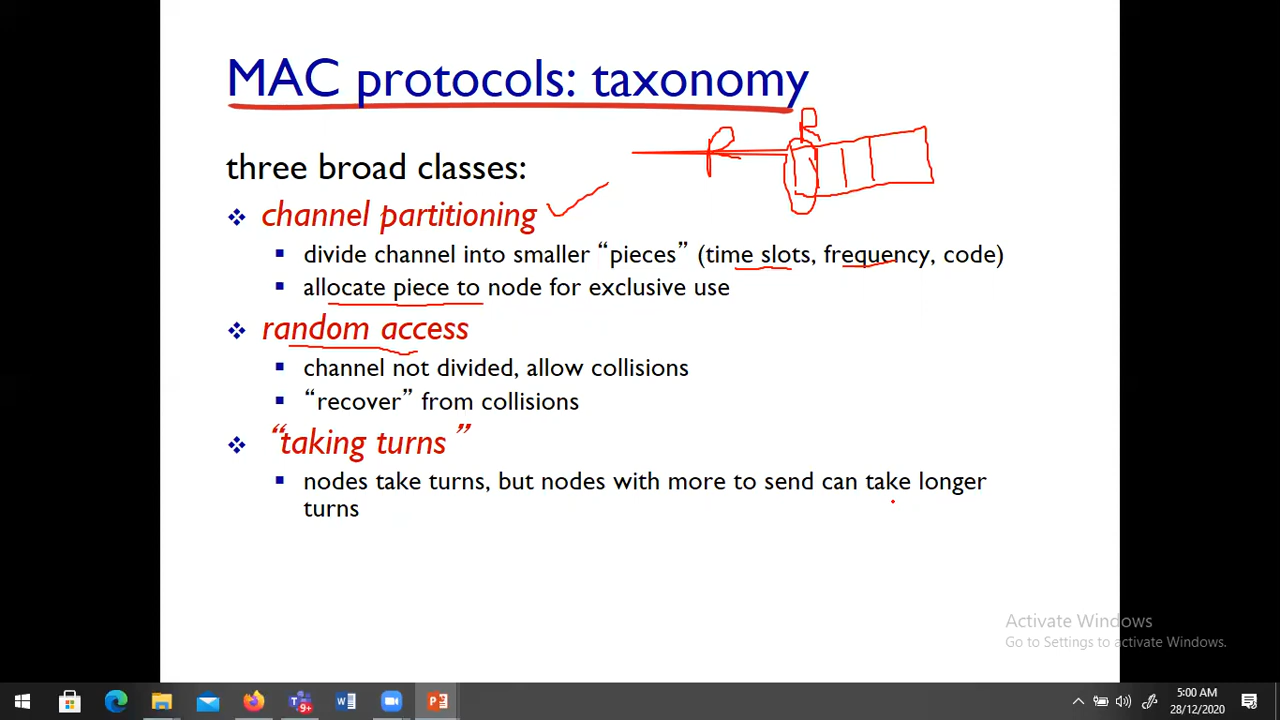 MAC protocols: taxonomy
three broad classes:
❖ channel partitioning
▪ divide channel into smaller “pieces” (time slots, frequency, code)
▪ allocate piece to node for exclusive use
❖ random access
▪ channel not divided, allow collisions
▪ “recover” from collisions
❖ “taking turns”
▪ nodes take turns, but nodes with more to send can take longer
turns
R
R
Activate Windows
Go to Settings to activate Windows.
9+
5:00 AM
28/12/2020